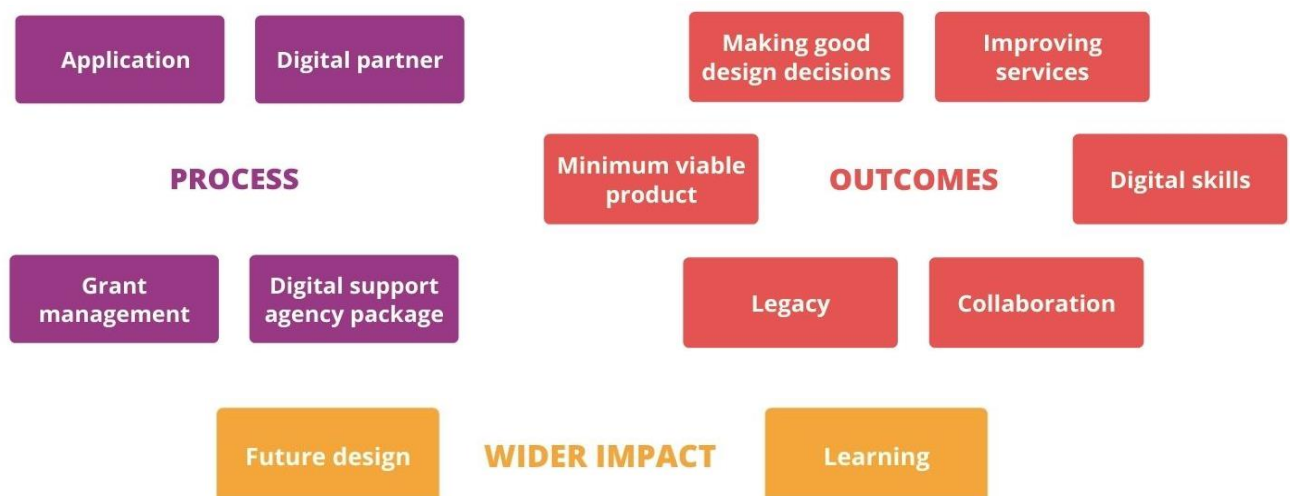 Application
Digital partner
PROCESS
Grant
management
Digital support
agency package
Making good
design decisions
Improving
services
Minimum viable
product
OUTCOMES
Digital skills
Legacy
Collaboration
Future design
WIDER IMPACT
Learning